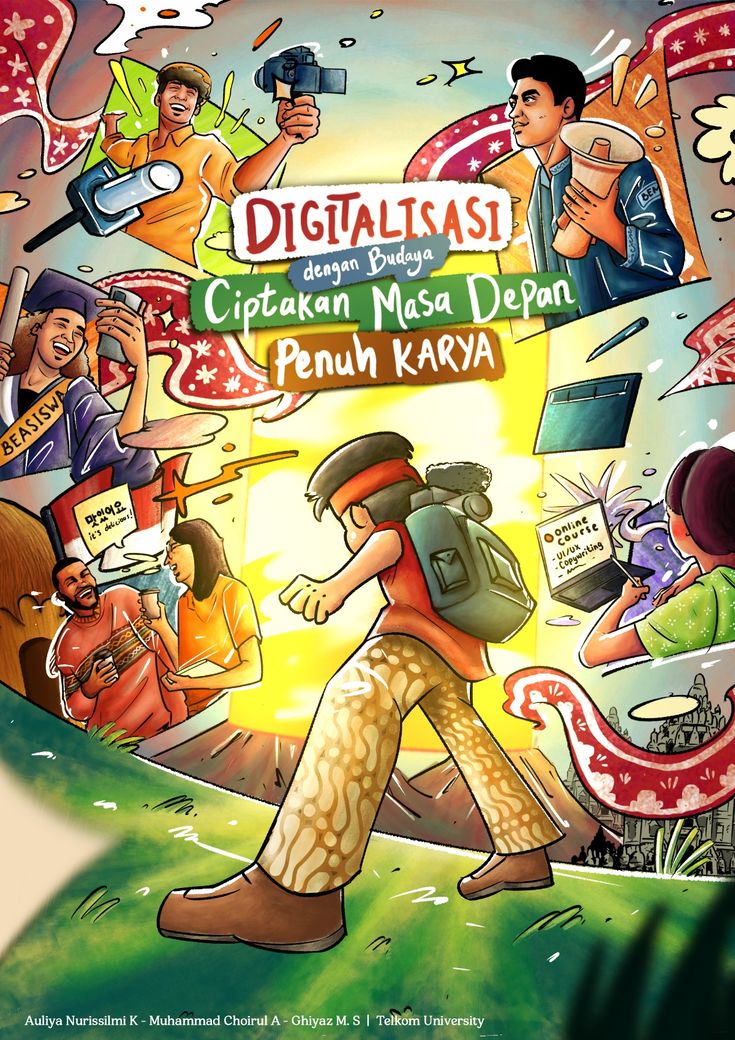 DIGITALISASI
dengan Budaya
Ciptakan Masa Depan
Penuh KARYA
BEM
BEASISWA
맛있어요
it's delicious!
Online
Course
- UI/UX
- Copywriting
Auliya Nurissilmi K - Muhammad Choirul A - Ghiyaz M. S | Telkom University